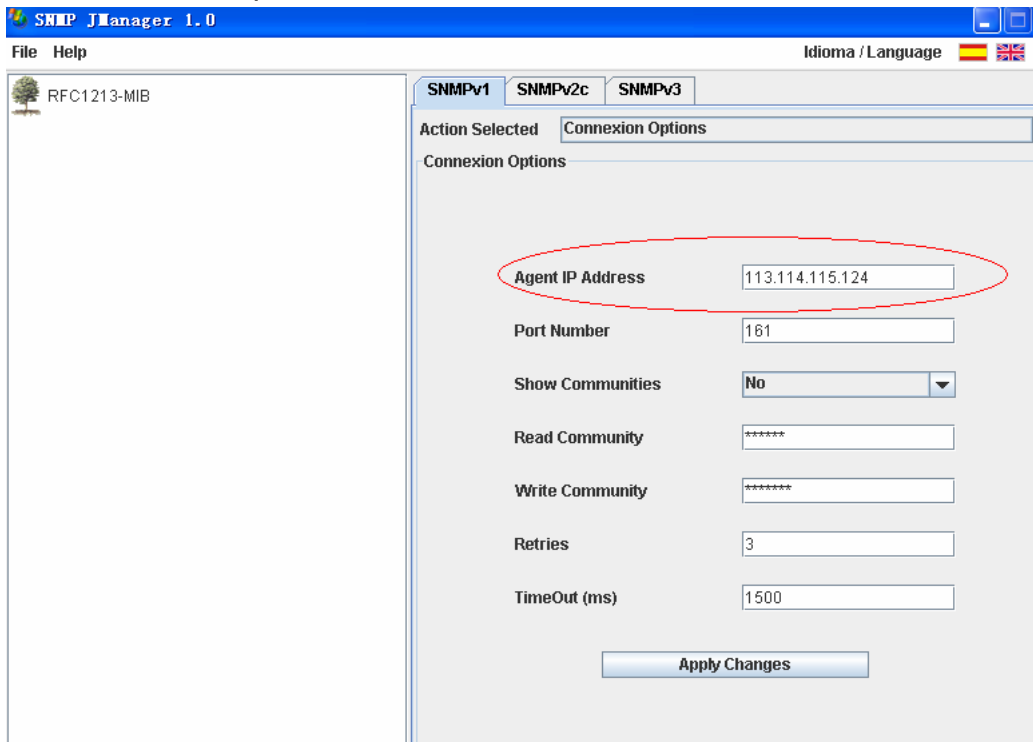 SNMP JManager 1.0
File Help Idioma / Language
RFC1213-MIB
SNMPv1 SNMPv2c SNMPv3
Action Selected Connexion Options
Connexion Options
Agent IP Address 113.114.115.124
Port Number 161
Show Communities No
Read Community ******
Write Community *******
Retries 3
TimeOut (ms) 1500
Apply Changes